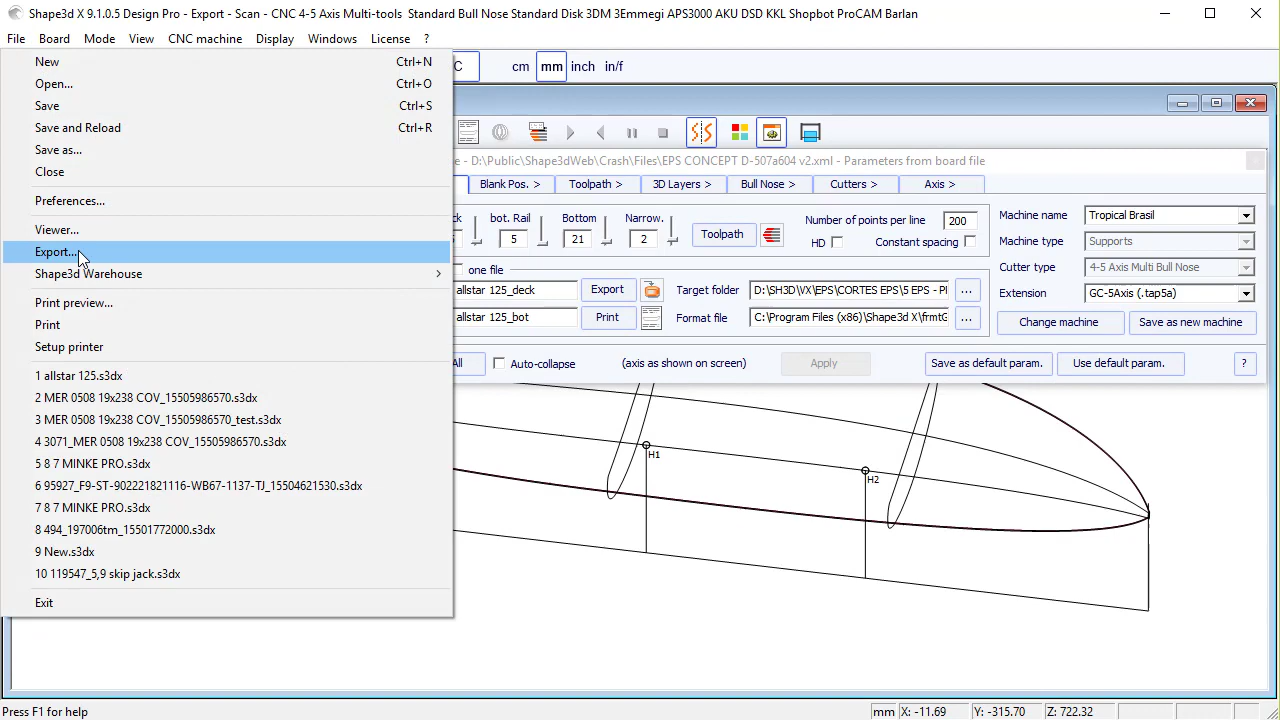 Shape3d X 9.1.0.5 Design Pro - Export - Scan - CNC 4-5 Axis Multi-tools  Standard Bull Nose Standard Disk 3DM 3Emmegi APS3000 AKU DSD KKL Shopbot ProCAM Barlan
File Board Mode View CNC machine Display Windows License ?
New Ctrl+N
Open... Ctrl+O
Save Ctrl+S
Save and Reload Ctrl+R
Save as...
Close
Preferences...
Viewer...
Export...
Shape3d Warehouse
Print preview...
Print
Setup printer
1 allstar 125.s3dx
2 MER 0508 19x238 COV_15505986570.s3dx
3 MER 0508 19x238 COV_15505986570_test.s3dx
4 3071_MER 0508 19x238 COV_15505986570.s3dx
5 8 7 MINKE PRO.s3dx
6 95927_F9-ST-902221821116-WB67-1137-TJ_15504621530.s3dx
7 8 7 MINKE PRO.s3dx
8 494_197006tm_15501772000.s3dx
9 New.s3dx
10 119547_5,9 skip jack.s3dx
Exit
C cm mm inch in/f
- D:\Public\Shape3dWeb\Crash\Files\EPS CONCEPT D-507a604 v2.xml - Parameters from board file
Blank Pos. > Toolpath > 3D Layers > Bull Nose > Cutters > Axis >
bot. Rail Bottom Narrow.
5 21 2
Toolpath
Number of points per line 200
HD Constant spacing
one file
allstar 125_deck Export Target folder D:\SH3D\VX\EPS\CORTES EPS\5 EPS - Pl ...
allstar 125_bot Print Format file C:\Program Files (x86)\Shape3d X\frmtG ...
Machine name Tropical Brasil
Machine type Supports
Cutter type 4-5 Axis Multi Bull Nose
Extension GC-5Axis (.tap5a)
Change machine Save as new machine
All Auto-collapse (axis as shown on screen) Apply Save as default param. Use default param. ?
H1
H2
Press F1 for help mm X: -11.69 Y: -315.70 Z: 722.32